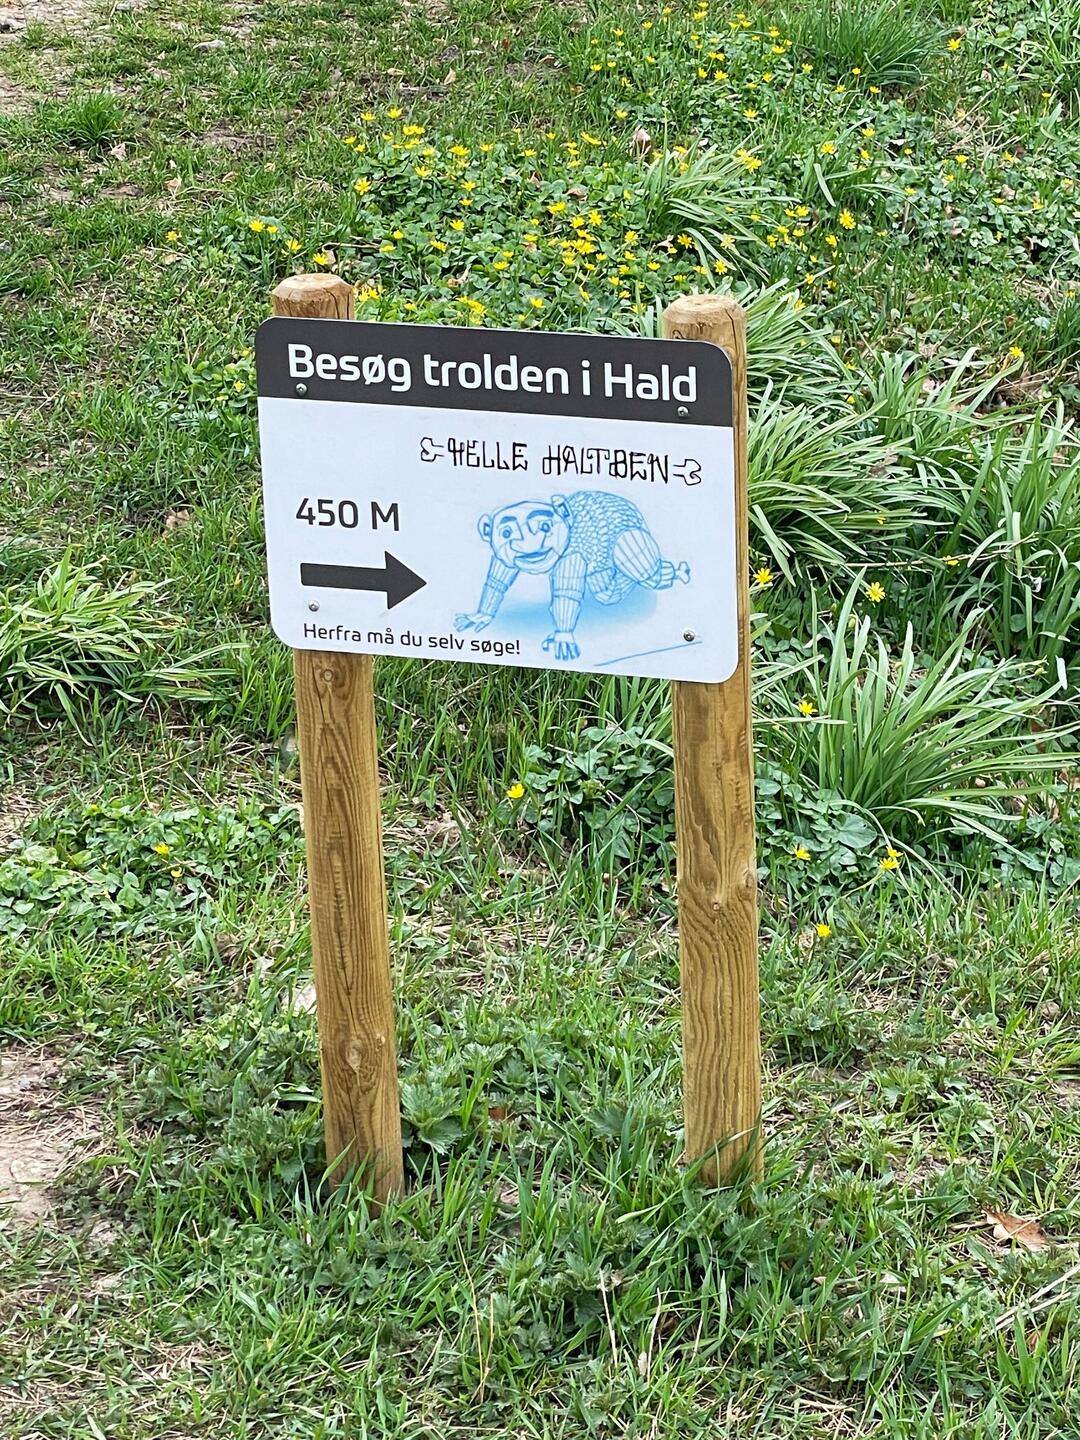 Besøg trolden i Hald
HELLE HALTBEN
450 M
Herfra må du selv søge!